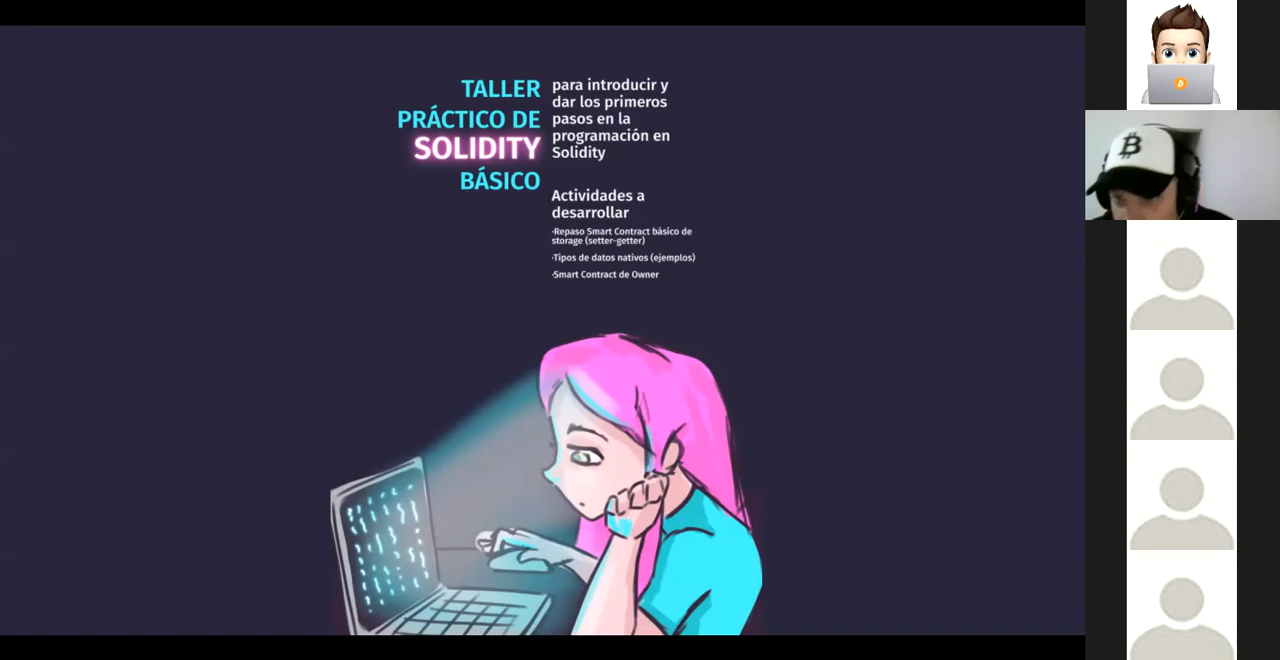 TALLER
PRÁCTICO DE
SOLIDITY
BÁSICO
para introducir y
dar los primeros
pasos en la
programación en
Solidity
Actividades a
desarrollar
·Repaso Smart Contract básico de
storage (setter-getter)
·Tipos de datos nativos (ejemplos)
·Smart Contract de Owner